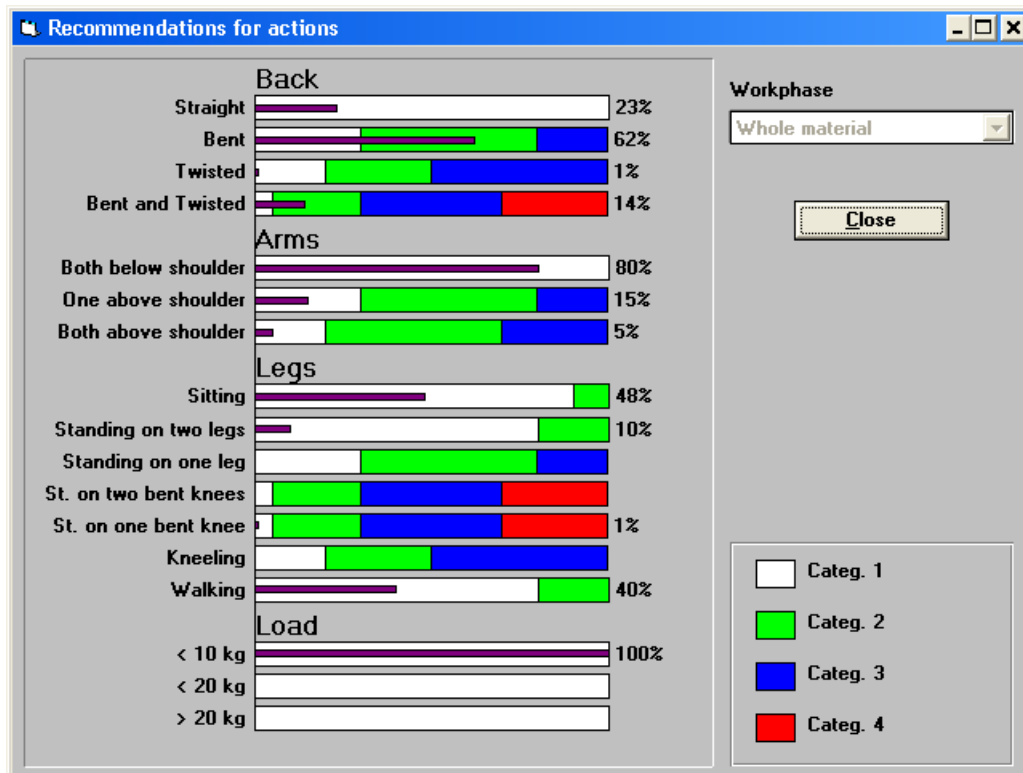 Recommendations for actions
Back
Straight 23%
Bent 62%
Twisted 1%
Bent and Twisted 14%
Arms
Both below shoulder 80%
One above shoulder 15%
Both above shoulder 5%
Legs
Sitting 48%
Standing on two legs 10%
Standing on one leg
St. on two bent knees
St. on one bent knee 1%
Kneeling
Walking 40%
Load
< 10 kg 100%
< 20 kg
> 20 kg
Workphase
Whole material
Close
Categ. 1
Categ. 2
Categ. 3
Categ. 4